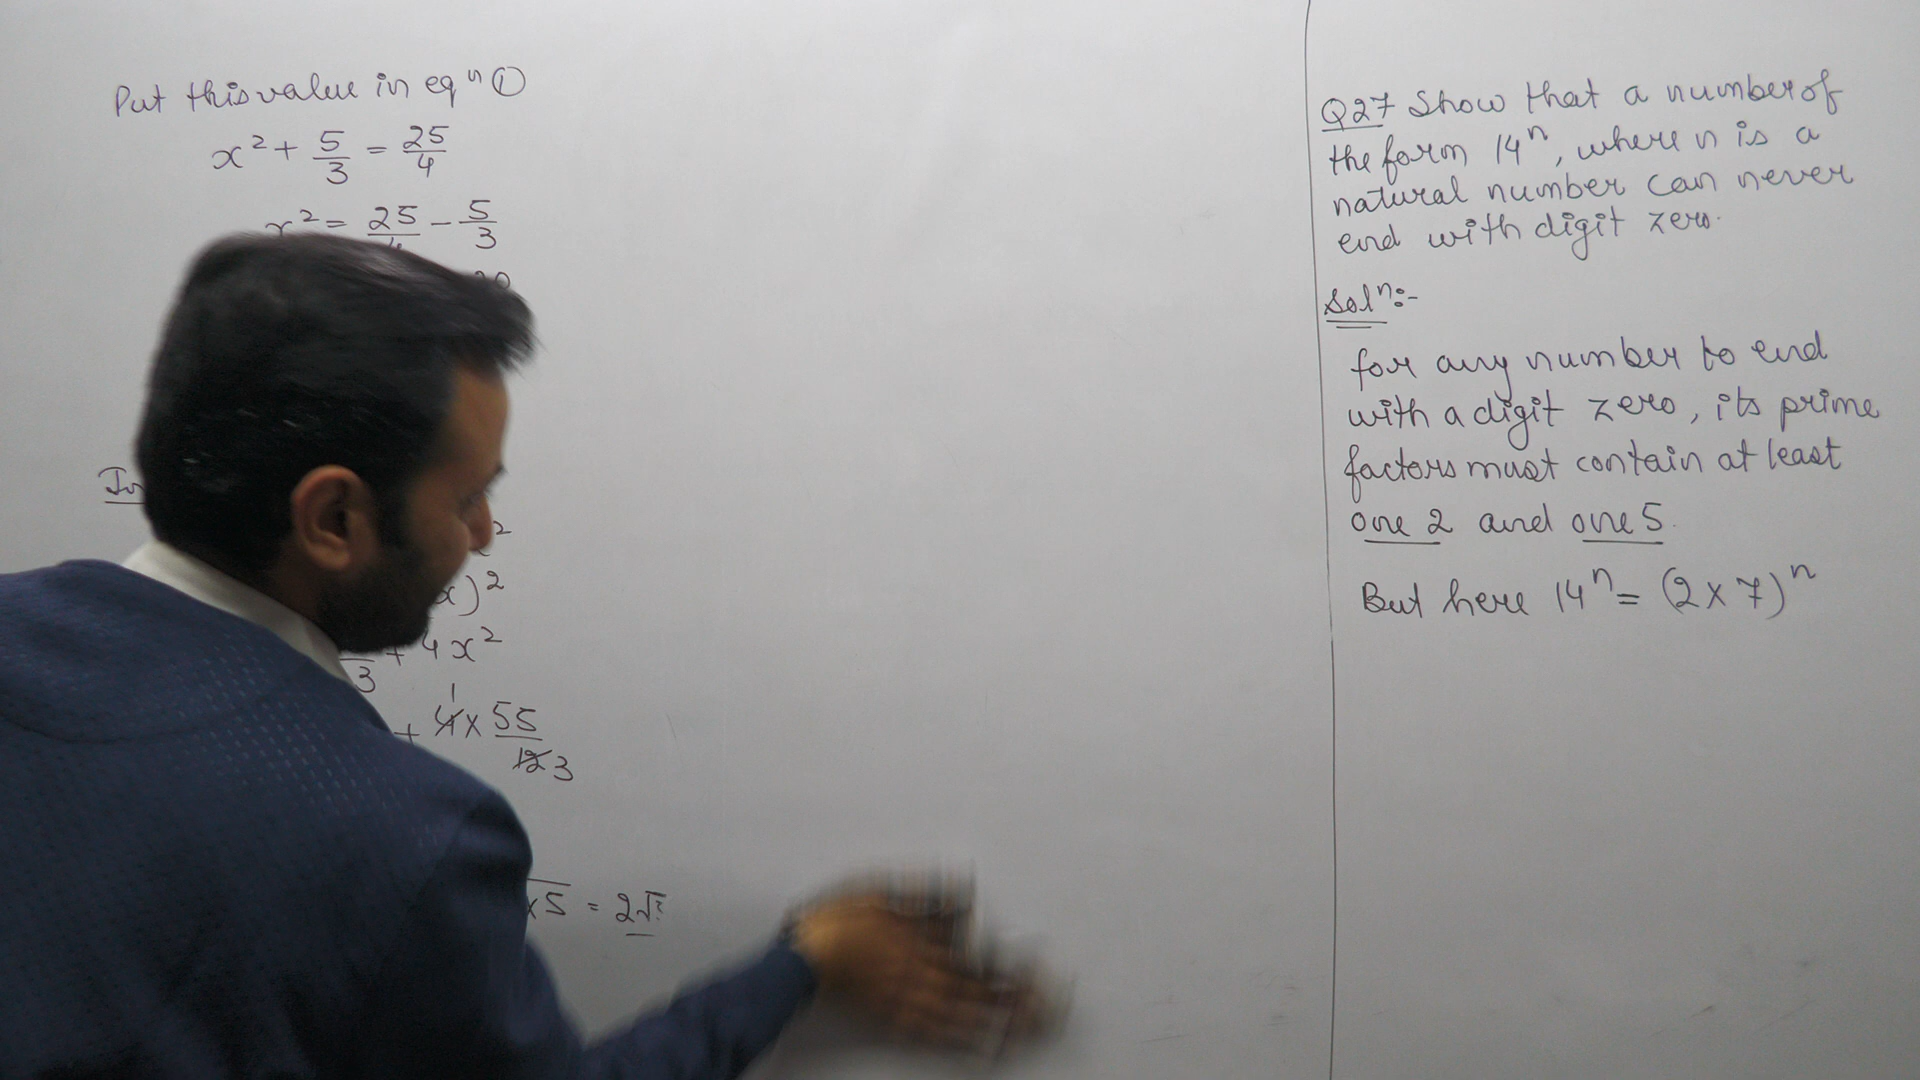 Put this value in eqⁿ ①
x² + 5/3 = 25/4
x² = 25/4 - 5/3
x)² 
3 + 4x²
+ 4 x 55
1
12 3
x5 = 2√
Q27 Show that a number of
the form 14ⁿ, where n is a
natural number can never
end with digit zero.
Solⁿ:-
for any number to end
with a digit zero, its prime
factors must contain at least
one 2 and one 5.
But here 14ⁿ = (2 x 7)ⁿ